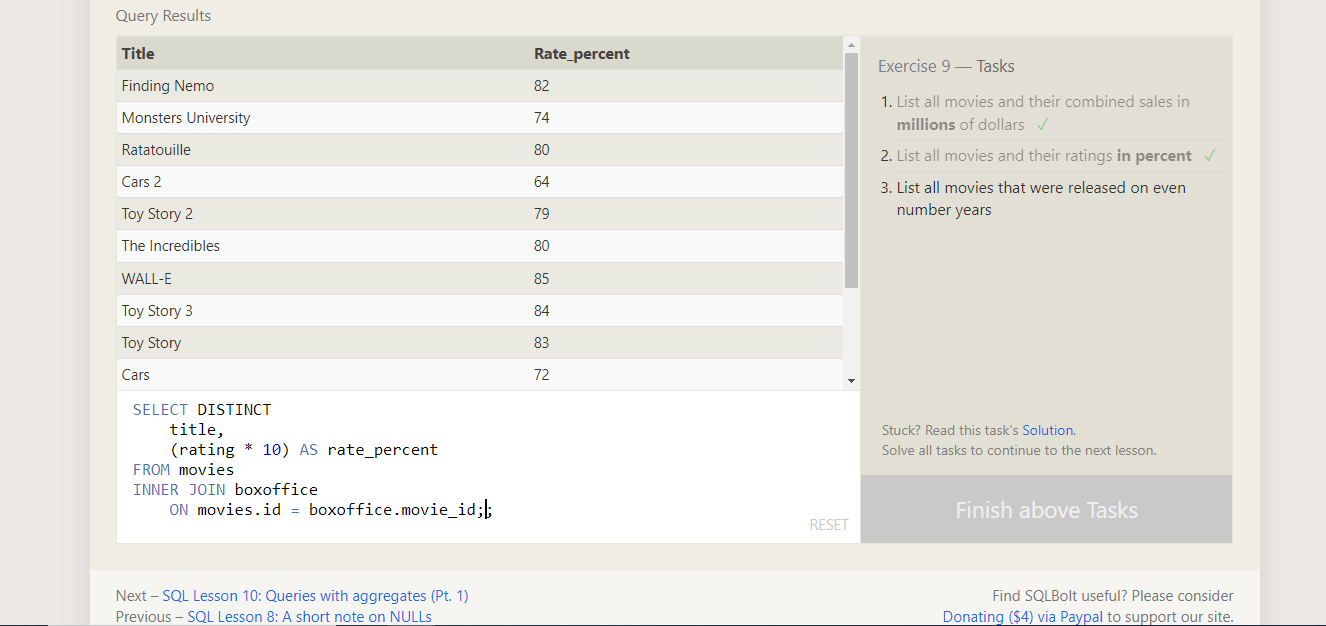 Query Results
Title Rate_percent
Finding Nemo 82
Monsters University 74
Ratatouille 80
Cars 2 64
Toy Story 2 79
The Incredibles 80
WALL-E 85
Toy Story 3 84
Toy Story 83
Cars 72
SELECT DISTINCT
title,
(rating * 10) AS rate_percent
FROM movies
INNER JOIN boxoffice
ON movies.id = boxoffice.movie_id;;
RESET
Exercise 9 — Tasks
1. List all movies and their combined sales in
millions of dollars ✓
2. List all movies and their ratings in percent ✓
3. List all movies that were released on even
number years
Stuck? Read this task's Solution.
Solve all tasks to continue to the next lesson.
Finish above Tasks
Next – SQL Lesson 10: Queries with aggregates (Pt. 1)
Previous – SQL Lesson 8: A short note on NULLs
Find SQLBolt useful? Please consider
Donating ($4) via Paypal to support our site.